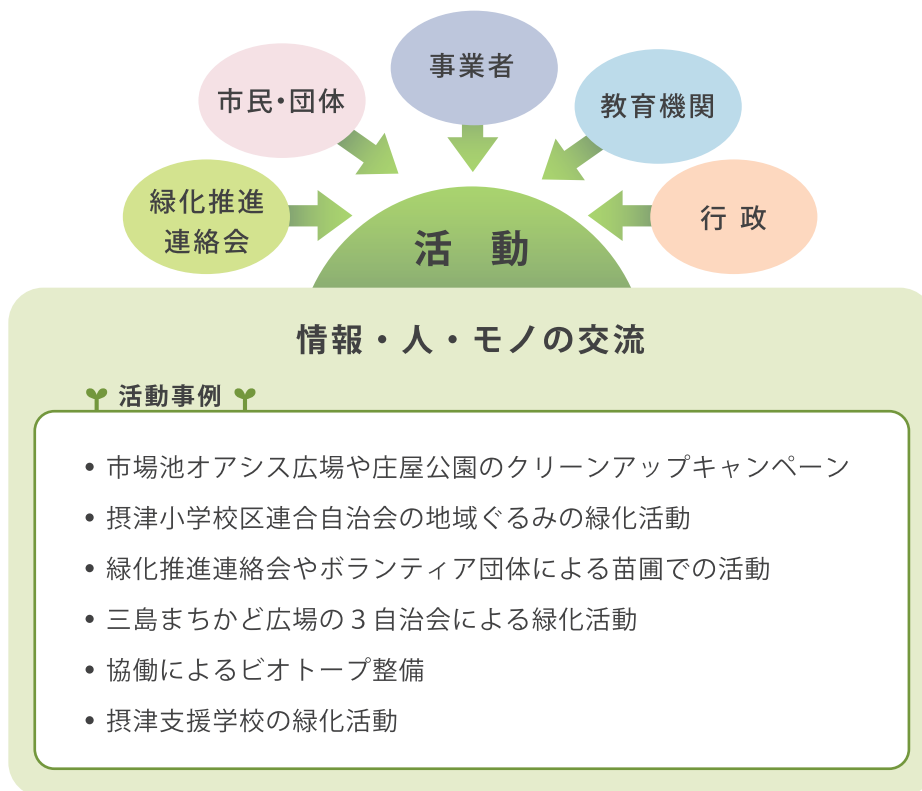 事業者
市民・団体
教育機関
緑化推進
連絡会
行 政
活 動
情報・人・モノの交流
活動事例
• 市場池オアシス広場や庄屋公園のクリーンアップキャンペーン
• 摂津小学校区連合自治会の地域ぐるみの緑化活動
• 緑化推進連絡会やボランティア団体による苗圃での活動
• 三島まちかど広場の３自治会による緑化活動
• 協働によるビオトープ整備
• 摂津支援学校の緑化活動